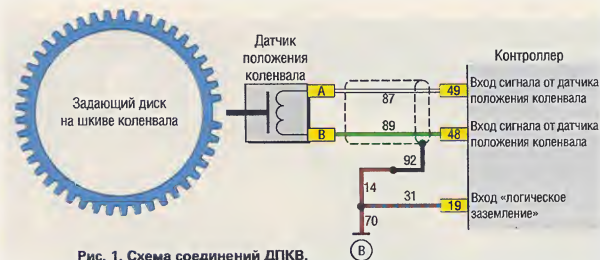 Датчик
положения
коленвала
Контроллер
Задающий диск
на шкиве коленвала
A
87
49
Вход сигнала от датчика
положения коленвала
B
89
48
Вход сигнала от датчика
положения коленвала
92
14
31
19
Вход «логическое
заземление»
70
B
Рис. 1. Схема соединений ДПКВ.